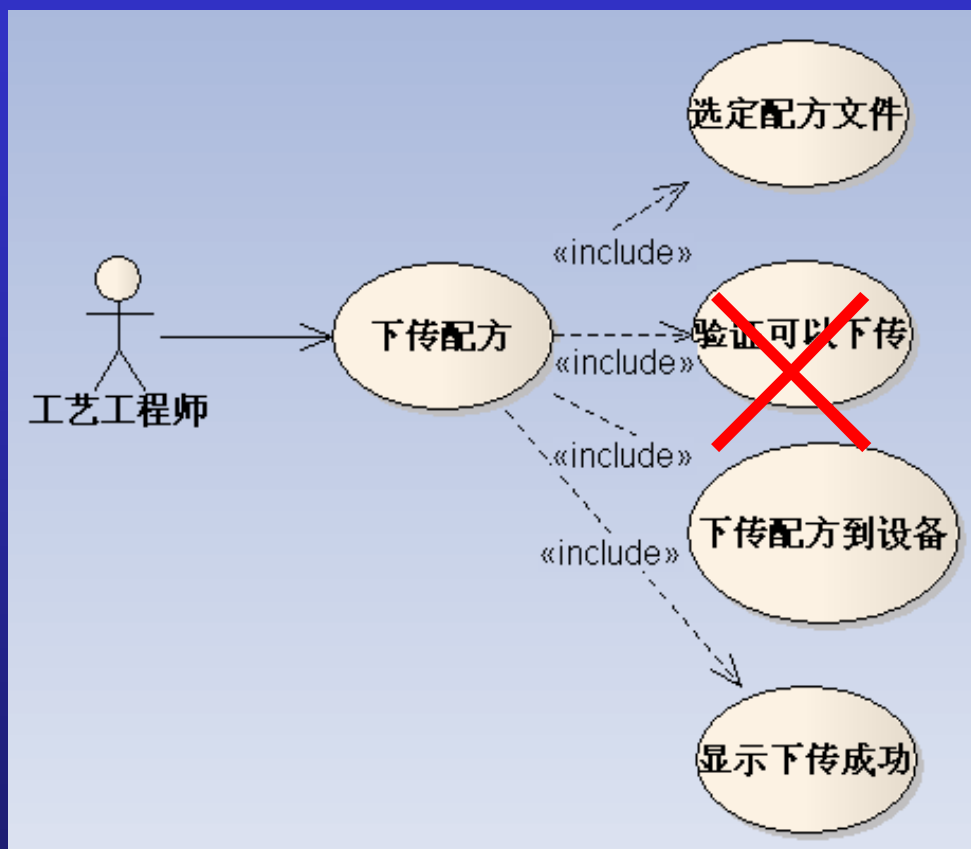 选定配方文件
«include»
下传配方
验证可以下传
«include»
工艺工程师
«include»
下传配方到设备
«include»
显示下传成功